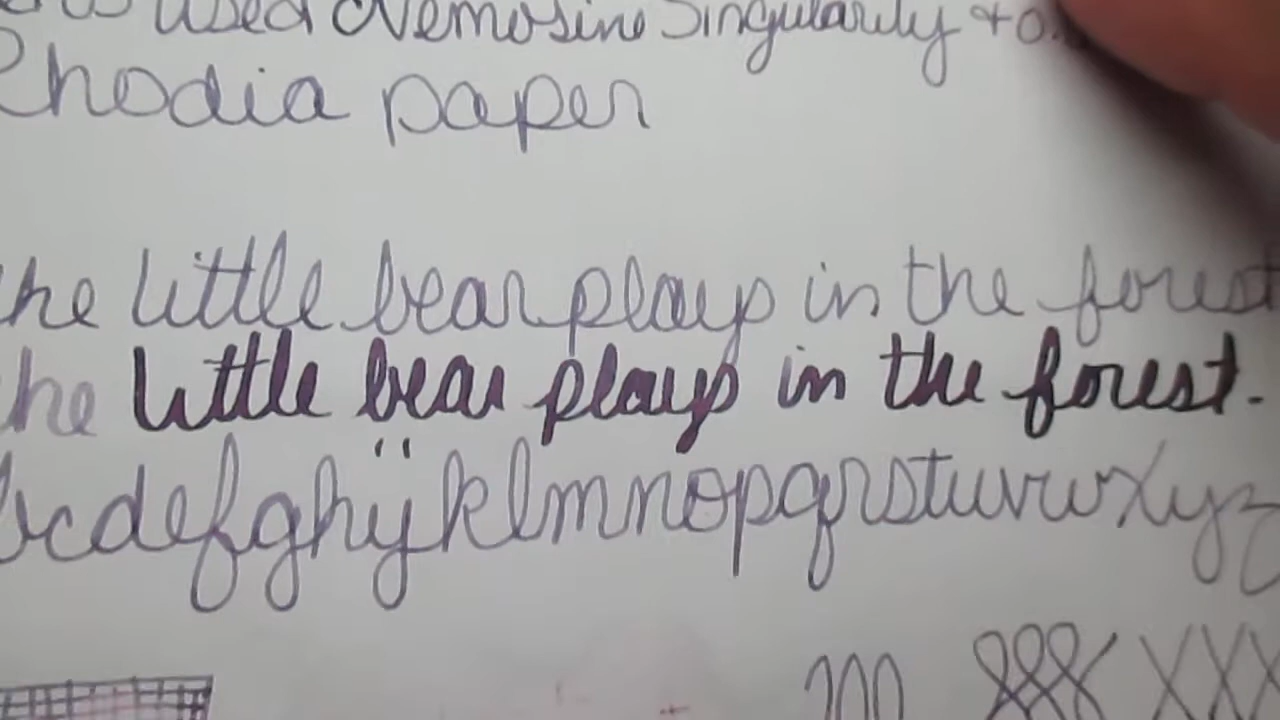 used Nemosine Singularity + 0.
Rhodia paper
he little bear plays in the forest
he little bear plays in the forest.
bcdefghijklmnopqrstuvwxyz